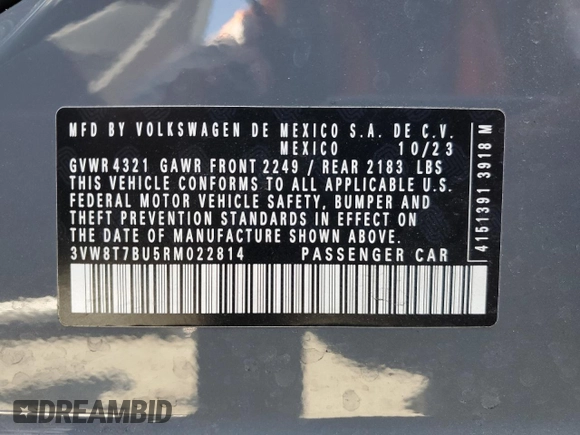 MFD BY VOLKSWAGEN DE MEXICO S.A. DE C.V.
MEXICO 10/23
GVWR 4321 GAWR FRONT 2249 / REAR 2183 LBS
THIS VEHICLE CONFORMS TO ALL APPLICABLE U.S.
FEDERAL MOTOR VEHICLE SAFETY, BUMPER AND
THEFT PREVENTION STANDARDS IN EFFECT ON
THE DATE OF MANUFACTURE SHOWN ABOVE.
3VW8T7BU5RM022814 PASSENGER CAR
4151391 3918 M
DREAMBID